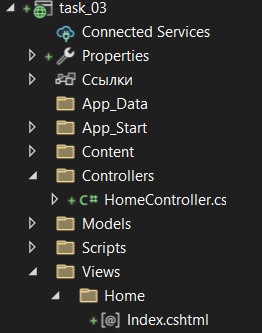 task_03
Connected Services
Properties
Ссылки
App_Data
App_Start
Content
Controllers
C# HomeController.cs
Models
Scripts
Views
Home
[@] Index.cshtml